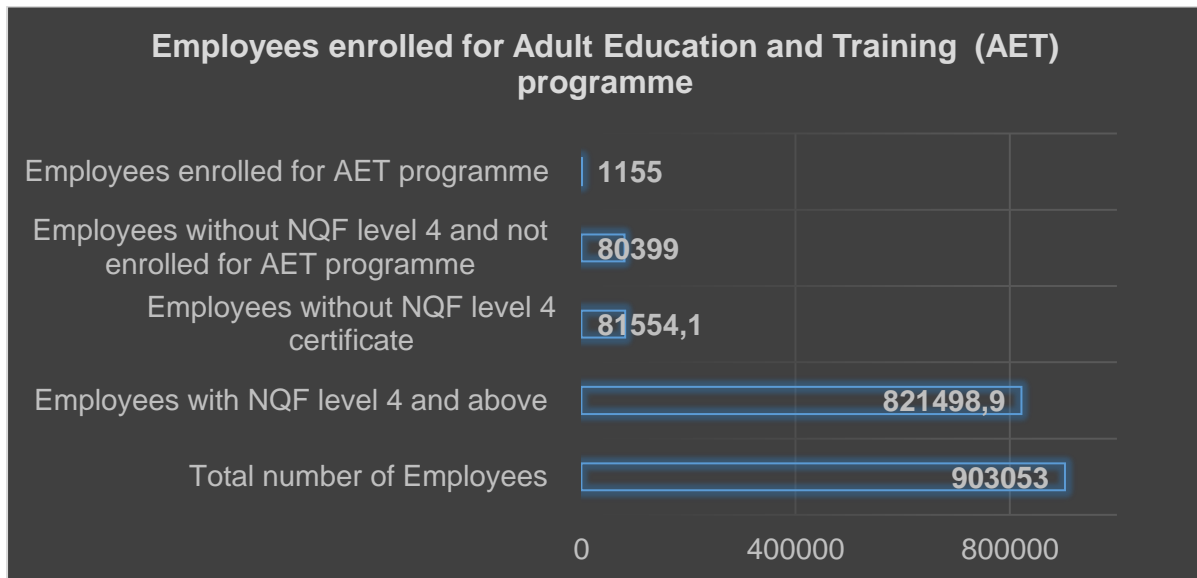 Employees enrolled for Adult Education and Training (AET)
programme
Employees enrolled for AET programme
1155
Employees without NQF level 4 and not
enrolled for AET programme
80399
Employees without NQF level 4
certificate
81554,1
Employees with NQF level 4 and above
821498,9
Total number of Employees
903053
0 400000 800000